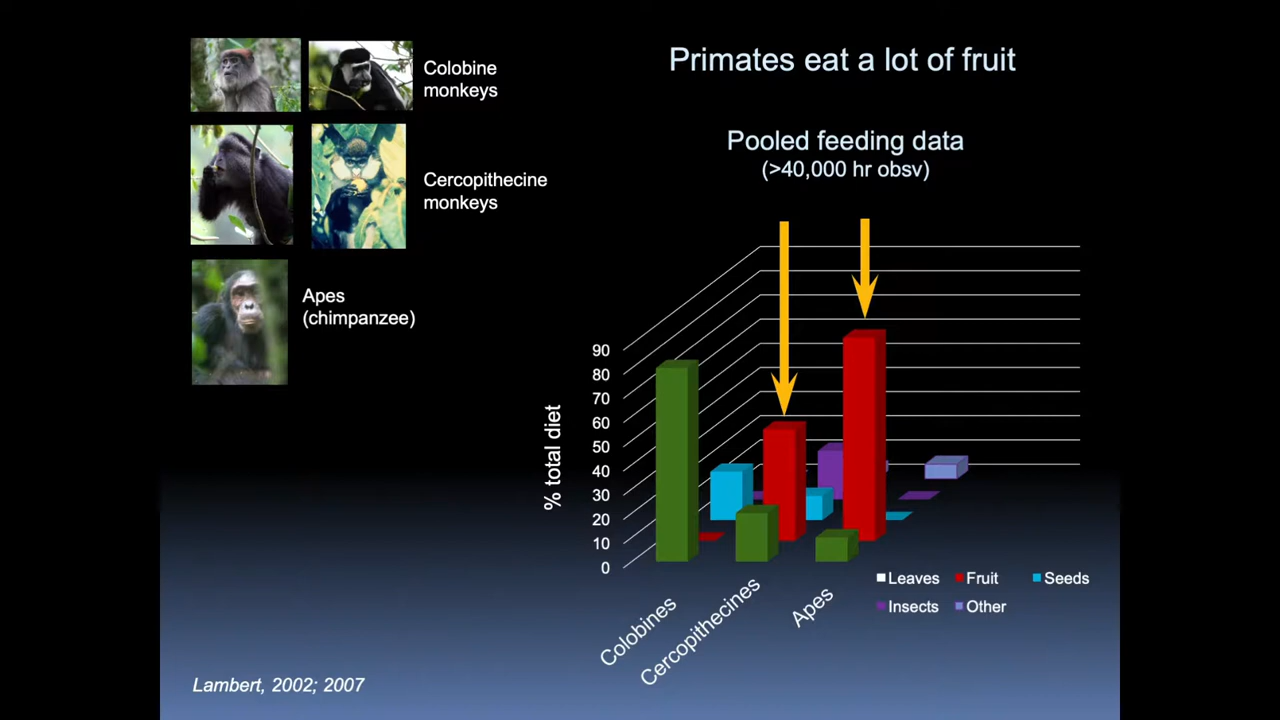 Primates eat a lot of fruit
Colobine
monkeys
Cercopithecine
monkeys
Apes
(chimpanzee)
Pooled feeding data
(>40,000 hr obsv)
% total diet
90
80
70
60
50
40
30
20
10
0
Colobines
Cercopithecines
Apes
Leaves
Fruit
Seeds
Insects
Other
Lambert, 2002; 2007